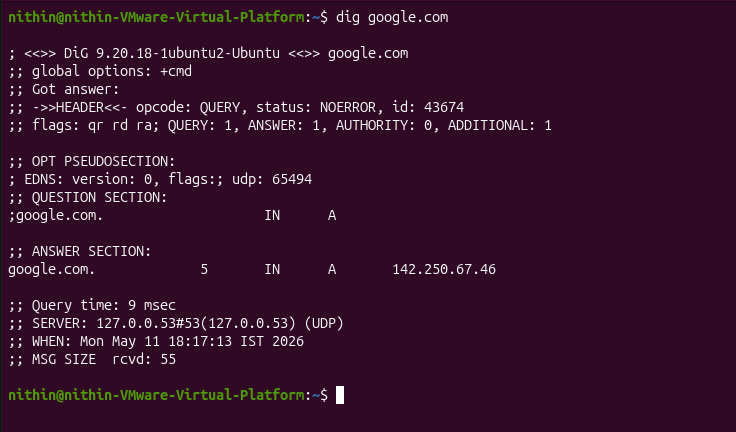 nithin@nithin-VMware-Virtual-Platform:~$ dig google.com

; <<>> DiG 9.20.18-1ubuntu2-Ubuntu <<>> google.com
;; global options: +cmd
;; Got answer:
;; ->>HEADER<<- opcode: QUERY, status: NOERROR, id: 43674
;; flags: qr rd ra; QUERY: 1, ANSWER: 1, AUTHORITY: 0, ADDITIONAL: 1

;; OPT PSEUDOSECTION:
; EDNS: version: 0, flags:; udp: 65494
;; QUESTION SECTION:
;google.com.                    IN      A

;; ANSWER SECTION:
google.com.             5       IN      A       142.250.67.46

;; Query time: 9 msec
;; SERVER: 127.0.0.53#53(127.0.0.53) (UDP)
;; WHEN: Mon May 11 18:17:13 IST 2026
;; MSG SIZE  rcvd: 55

nithin@nithin-VMware-Virtual-Platform:~$